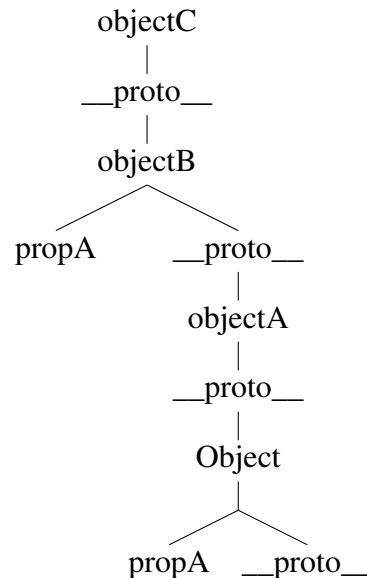 objectC
__proto__
objectB
propA __proto__
objectA
__proto__
Object
propA __proto__